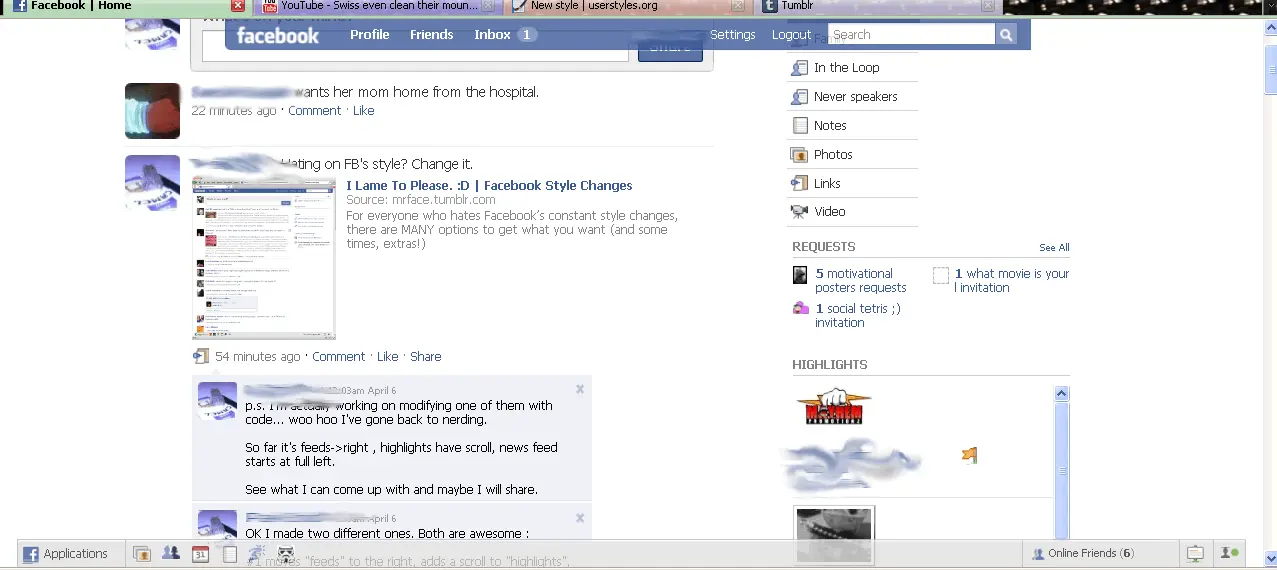 Facebook | Home
YouTube - Swiss even clean their moun...
New style | userstyles.org
Tumblr
facebook
Profile
Friends
Inbox 1
Settings
Logout
Search
Share
Family
wants her mom home from the hospital.
22 minutes ago · Comment · Like
Hating on FB's style? Change it.
I Lame To Please. :D | Facebook Style Changes
Source: mrface.tumblr.com
For everyone who hates Facebook's constant style changes,
there are MANY options to get what you want (and some
times, even)!
54 minutes ago · Comment · Like · Share
03am April 6
p.s. I'm actually working on modifying one of them with
code... woo hoo I've gone back to nerding.
So far it's feeds->right , highlights have scroll, news feed
starts at full left.
See what I can come up with and maybe I will share.
April 6
OK I made two different ones. Both are awesome :
#1 moves "feeds" to the right, adds a scroll to "highlights",
In the Loop
Never speakers
Notes
Photos
Links
Video
REQUESTS
See All
5 motivational
posters requests
1 what movie is your
l invitation
1 social tetris ;)
invitation
HIGHLIGHTS
MAYHEM
PROMOTIONZ
Applications
31
Online Friends (6)